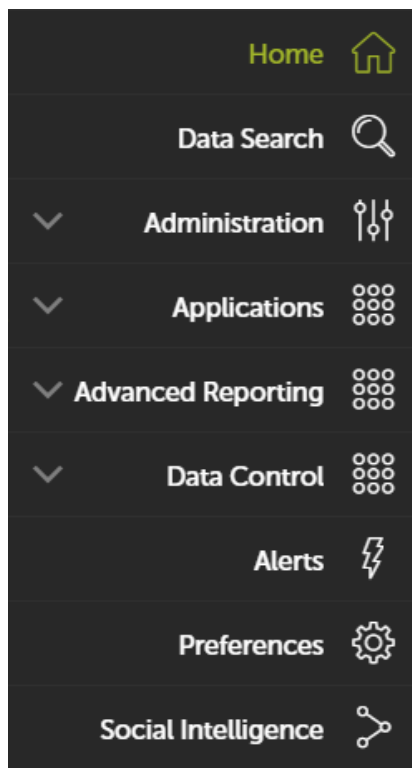 Home
Data Search
Administration
Applications
Advanced Reporting
Data Control
Alerts
Preferences
Social Intelligence